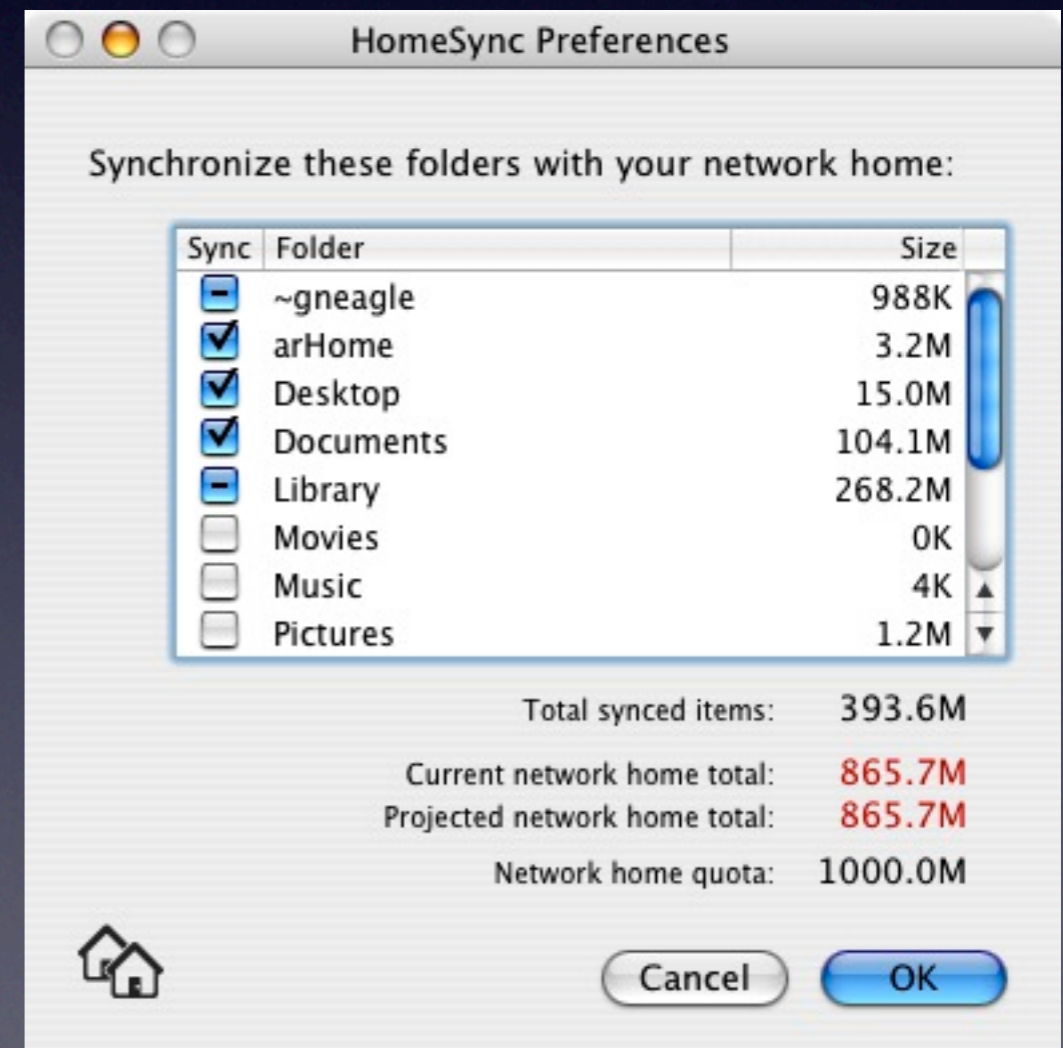 HomeSync Preferences
Synchronize these folders with your network home:
Sync Folder Size
~gneagle 988K
arHome 3.2M
Desktop 15.0M
Documents 104.1M
Library 268.2M
Movies 0K
Music 4K
Pictures 1.2M
Total synced items: 393.6M
Current network home total: 865.7M
Projected network home total: 865.7M
Network home quota: 1000.0M
Cancel OK